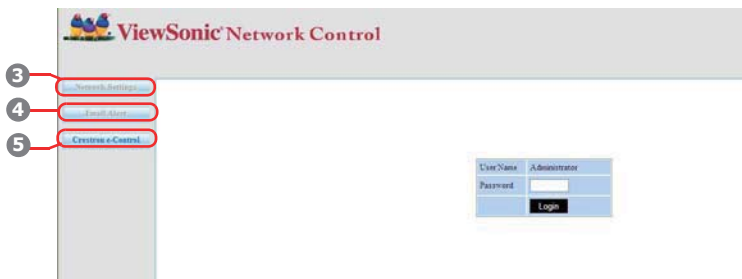 ViewSonic® Network Control
3 Network Settings
4 Email Alert
5 Crestron e-Control
User Name Administrator
Password
Login